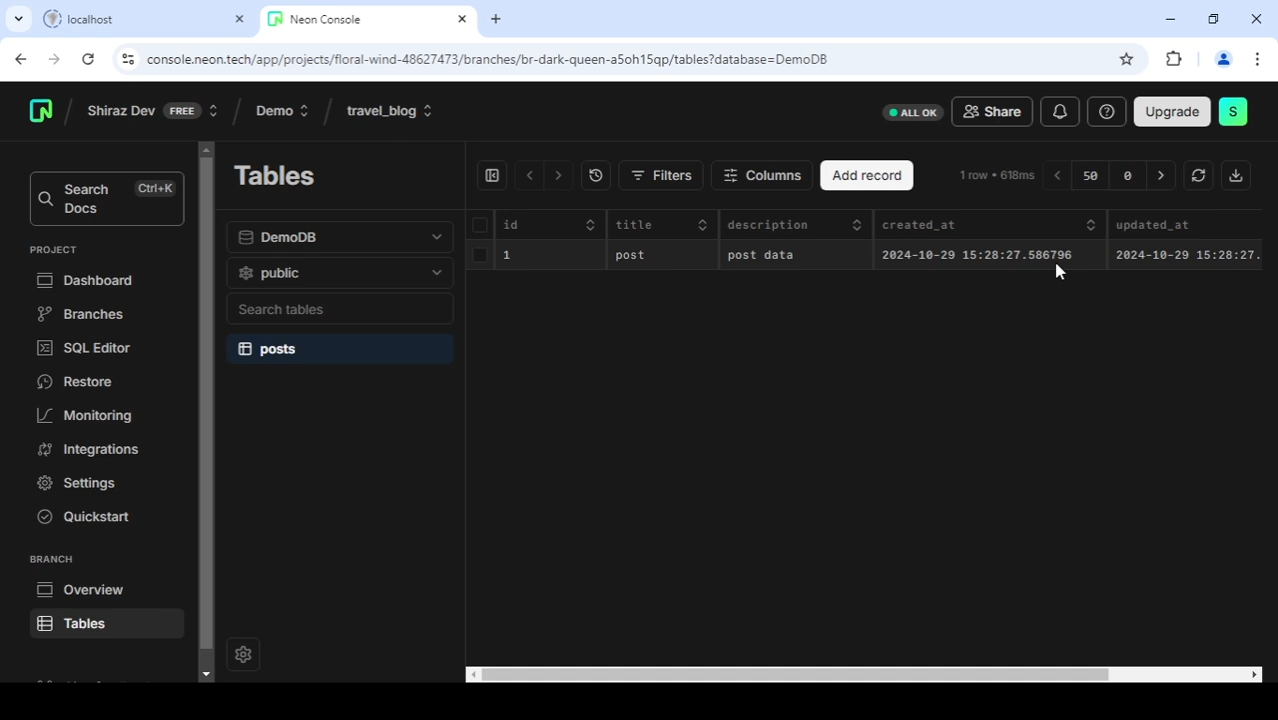 localhost
Neon Console
console.neon.tech/app/projects/floral-wind-48627473/branches/br-dark-queen-a5oh15qp/tables?database=DemoDB
Shiraz Dev FREE / Demo / travel_blog
ALL OK
Share
Upgrade
S
Search Docs Ctrl+K
PROJECT
Dashboard
Branches
SQL Editor
Restore
Monitoring
Integrations
Settings
Quickstart
BRANCH
Overview
Tables
Tables
DemoDB
public
Search tables
posts
Filters
Columns
Add record
1 row • 618ms
50
0
id title description created_at updated_at
1 post post data 2024-10-29 15:28:27.586796 2024-10-29 15:28:27.